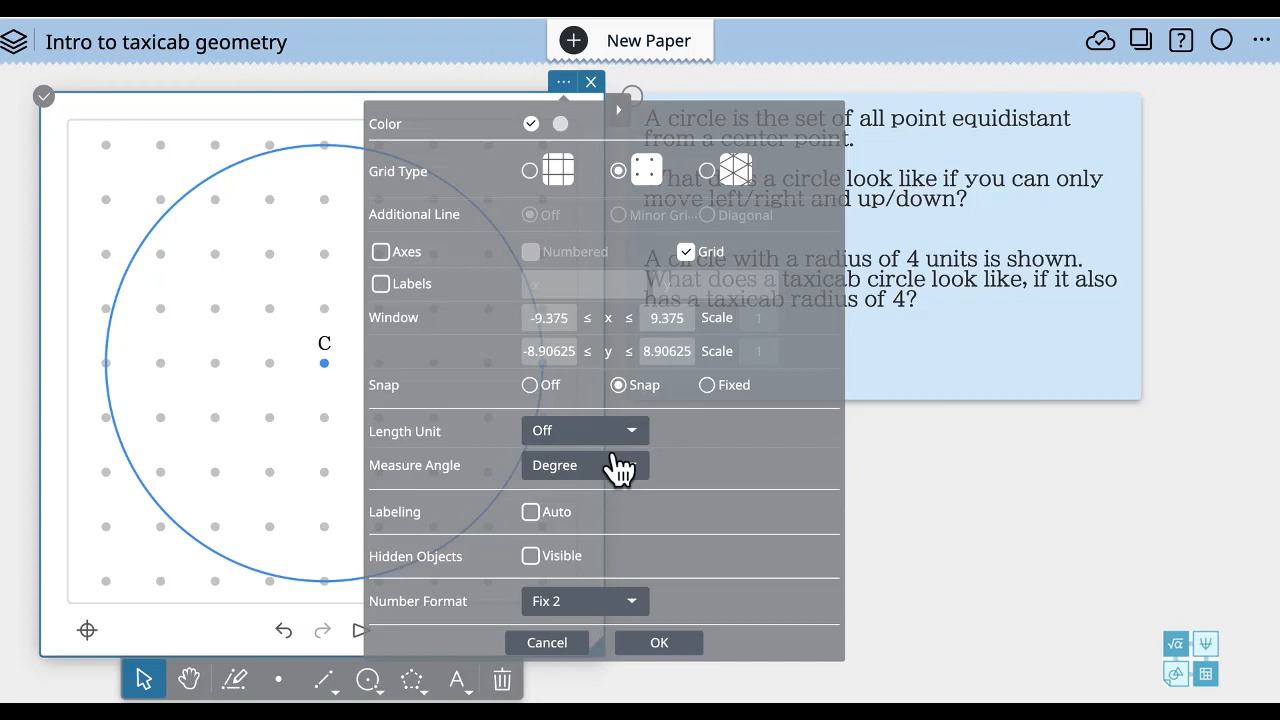 Intro to taxicab geometry
+ New Paper
?
Color
Grid Type
Additional Line Off Minor Gri... Diagonal
Axes Numbered Grid
Labels x y
Window -9.375 ≤ x ≤ 9.375 Scale 1
-8.90625 ≤ y ≤ 8.90625 Scale 1
Snap Off Snap Fixed
Length Unit Off
Measure Angle Degree
Labeling Auto
Hidden Objects Visible
Number Format Fix 2
Cancel OK
C
A circle is the set of all point equidistant
from a center point.
What does a circle look like if you can only
move left/right and up/down?
A circle with a radius of 4 units is shown.
What does a taxicab circle look like, if it also
has a taxicab radius of 4?
A
√α